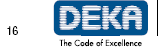 16
DEKA
The Code of Excellence